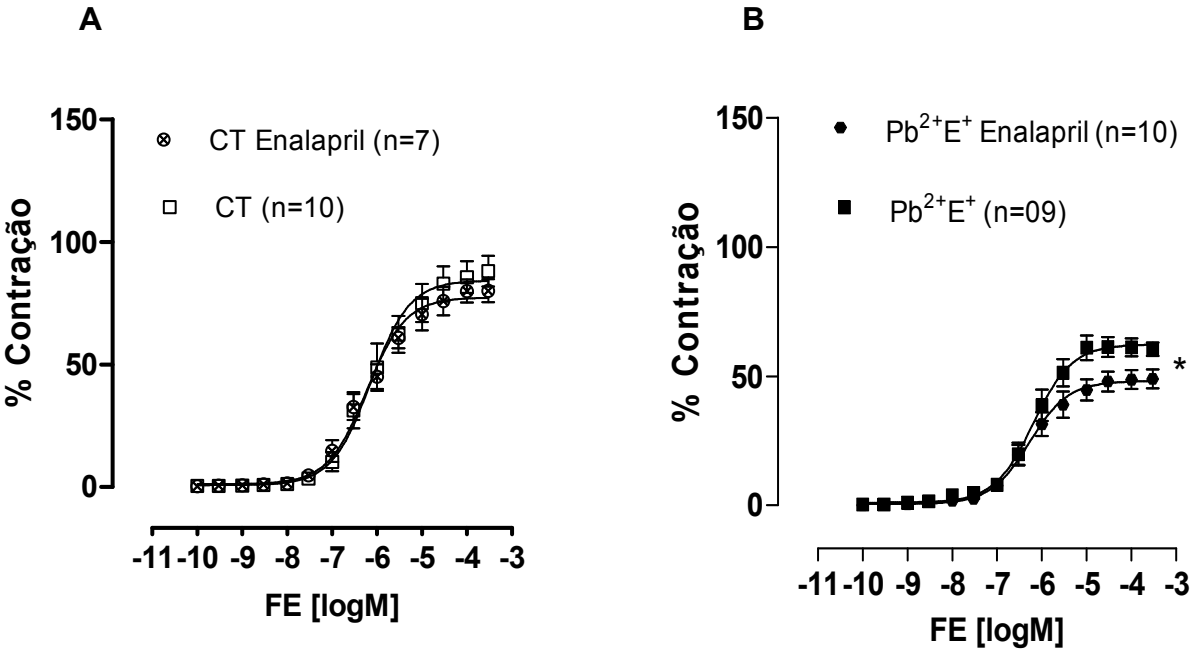 A
150
100
50
0
% Contração
CT Enalapril (n=7)
CT (n=10)
-11 -10 -9 -8 -7 -6 -5 -4 -3
FE [logM]
B
150
100
50
0
% Contração
Pb²⁺E⁺ Enalapril (n=10)
Pb²⁺E⁺ (n=09)
*
-11 -10 -9 -8 -7 -6 -5 -4 -3
FE [logM]